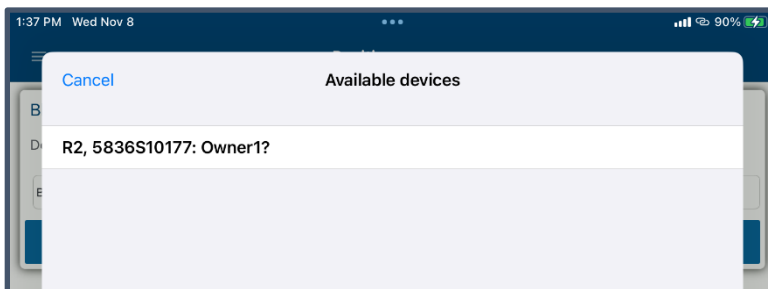 1:37 PM Wed Nov 8
90%
Cancel
Available devices
B
D
R2, 5836S10177: Owner1?
E